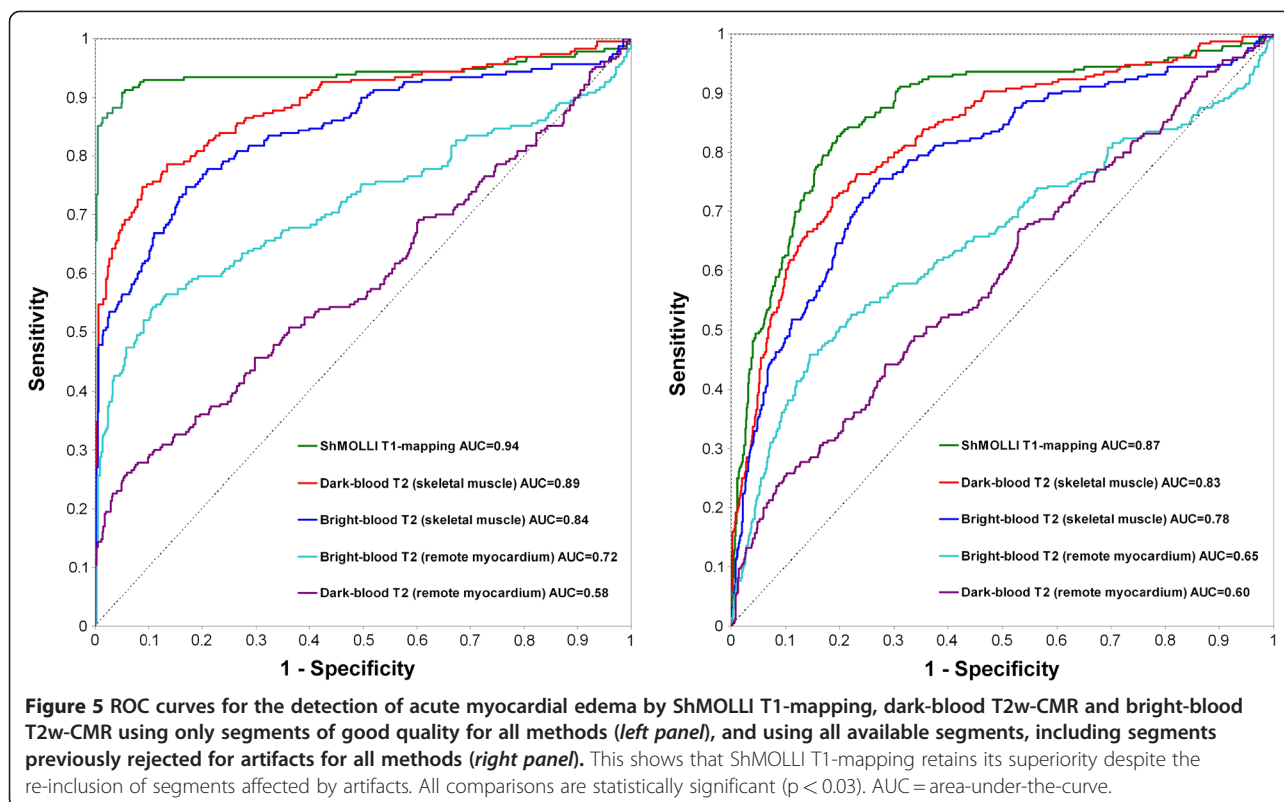 1
0.9
0.8
0.7
0.6
0.5
0.4
0.3
0.2
0.1
0
Sensitivity
ShMOLLI T1-mapping AUC=0.94
Dark-blood T2 (skeletal muscle) AUC=0.89
Bright-blood T2 (skeletal muscle) AUC=0.84
Bright-blood T2 (remote myocardium) AUC=0.72
Dark-blood T2 (remote myocardium) AUC=0.58
0 0.1 0.2 0.3 0.4 0.5 0.6 0.7 0.8 0.9 1
1 - Specificity
1
0.9
0.8
0.7
0.6
0.5
0.4
0.3
0.2
0.1
0
Sensitivity
ShMOLLI T1-mapping AUC=0.87
Dark-blood T2 (skeletal muscle) AUC=0.83
Bright-blood T2 (skeletal muscle) AUC=0.78
Bright-blood T2 (remote myocardium) AUC=0.65
Dark-blood T2 (remote myocardium) AUC=0.60
0 0.1 0.2 0.3 0.4 0.5 0.6 0.7 0.8 0.9 1
1 - Specificity
Figure 5 ROC curves for the detection of acute myocardial edema by ShMOLLI T1-mapping, dark-blood T2w-CMR and bright-blood
T2w-CMR using only segments of good quality for all methods (left panel), and using all available segments, including segments
previously rejected for artifacts for all methods (right panel). This shows that ShMOLLI T1-mapping retains its superiority despite the
re-inclusion of segments affected by artifacts. All comparisons are statistically significant (p < 0.03). AUC = area-under-the-curve.